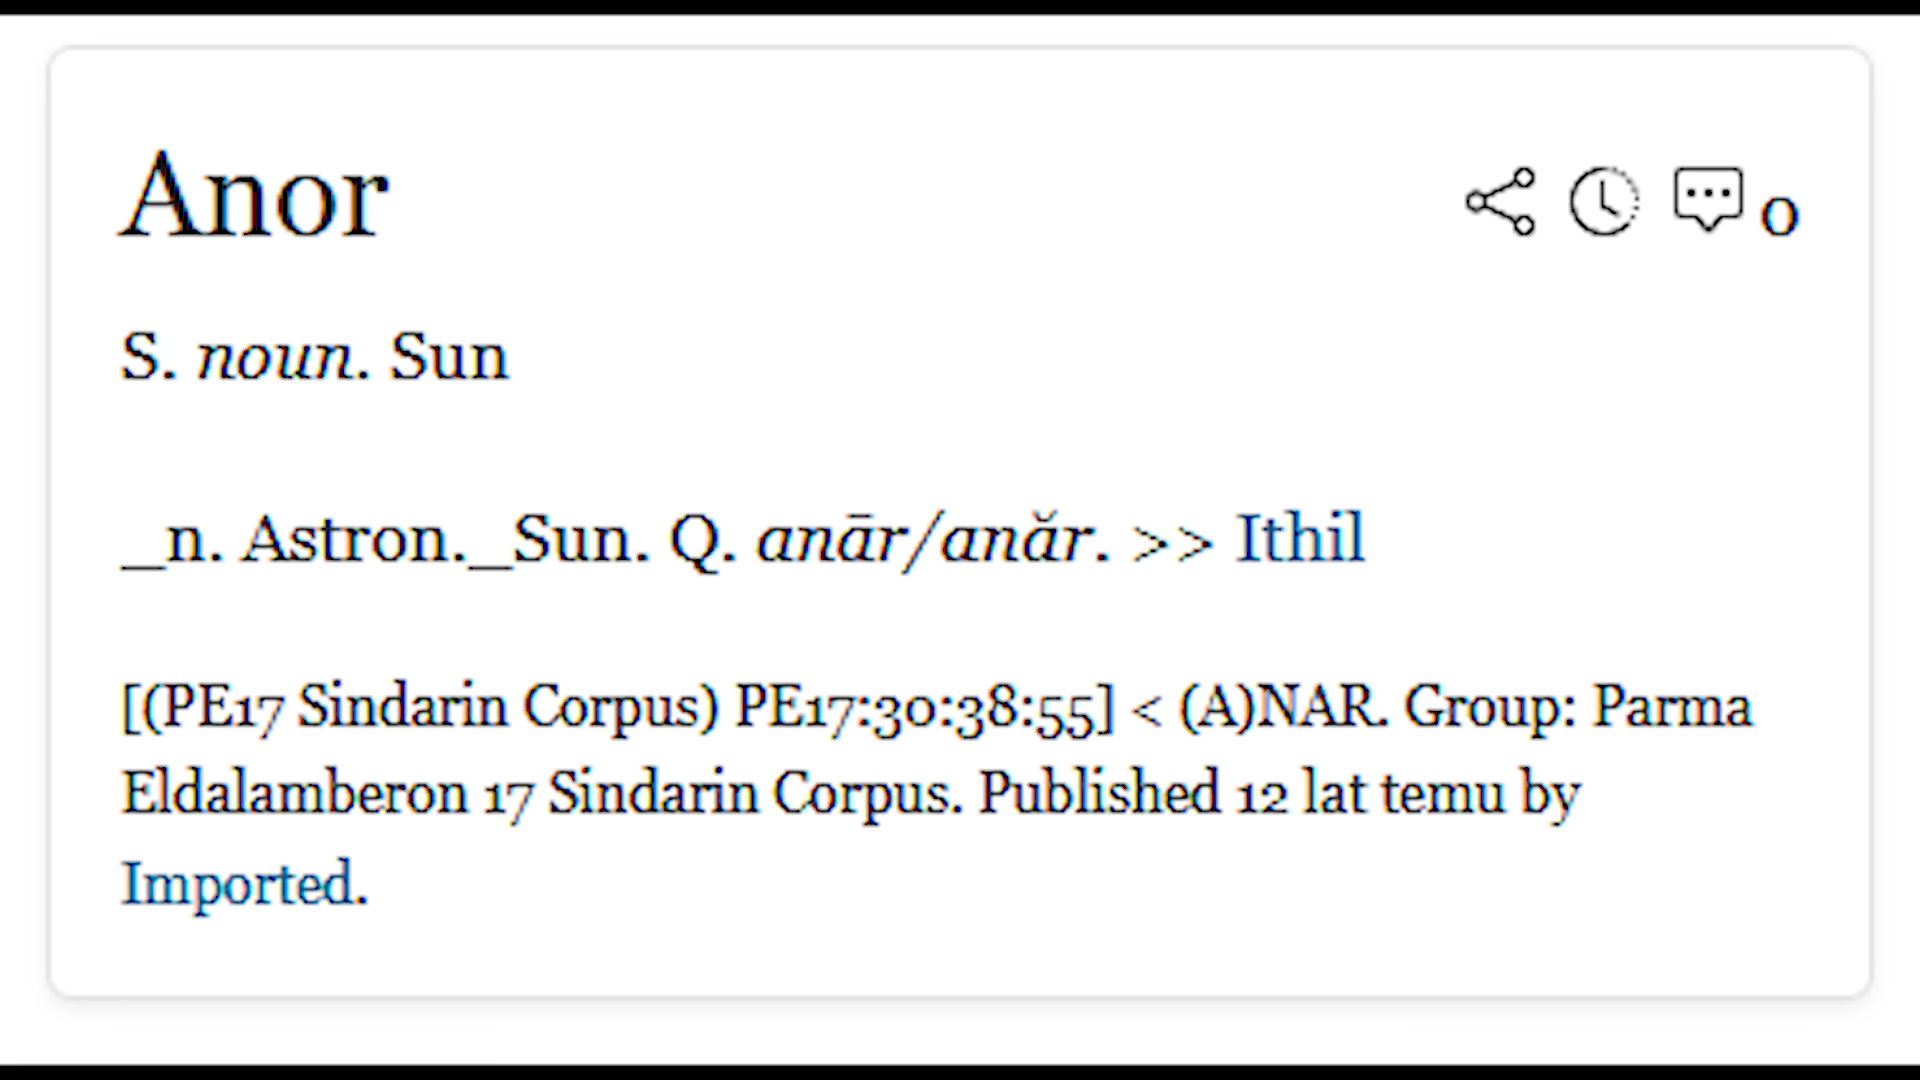 Anor
0
S. noun. Sun
_n. Astron._Sun. Q. anār/anăr. >> Ithil
[(PE17 Sindarin Corpus) PE17:30:38:55] < (A)NAR. Group: Parma
Eldalamberon 17 Sindarin Corpus. Published 12 lat temu by
Imported.